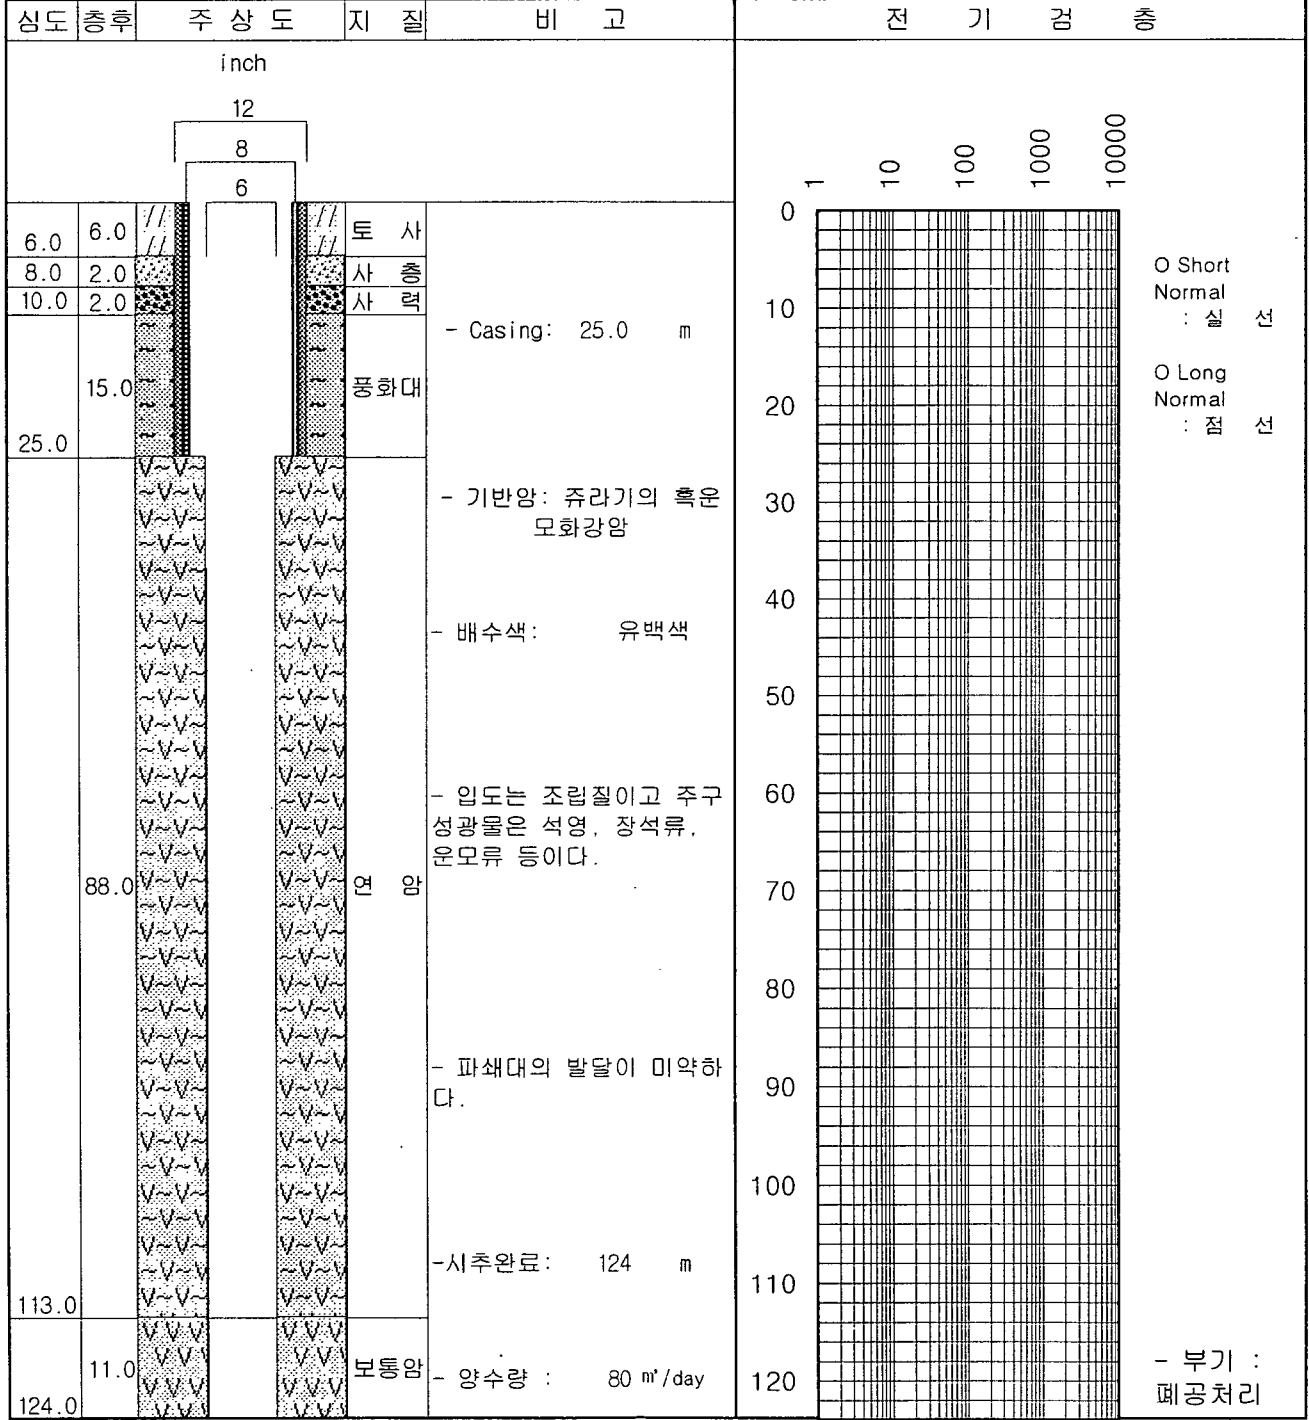 심도 층후 주 상 도 지 질 비 고 전 기 검 층
inch
12
8
6
6.0 6.0 토 사
8.0 2.0 사 층
10.0 2.0 사 력
25.0 15.0 풍화대
113.0 88.0 연 암
124.0 11.0 보통암
- Casing: 25.0 m
- 기반암: 쥬라기의 흑운
모화강암
- 배수색: 유백색
- 입도는 조립질이고 주구
성광물은 석영, 장석류,
운모류 등이다.
- 파쇄대의 발달이 미약하
다.
-시추완료: 124 m
- 양수량 : 80 ㎥/day
1 10 100 1000 10000
0
10
20
30
40
50
60
70
80
90
100
110
120
O Short
Normal
: 실 선
O Long
Normal
: 점 선
- 부기 :
폐공처리